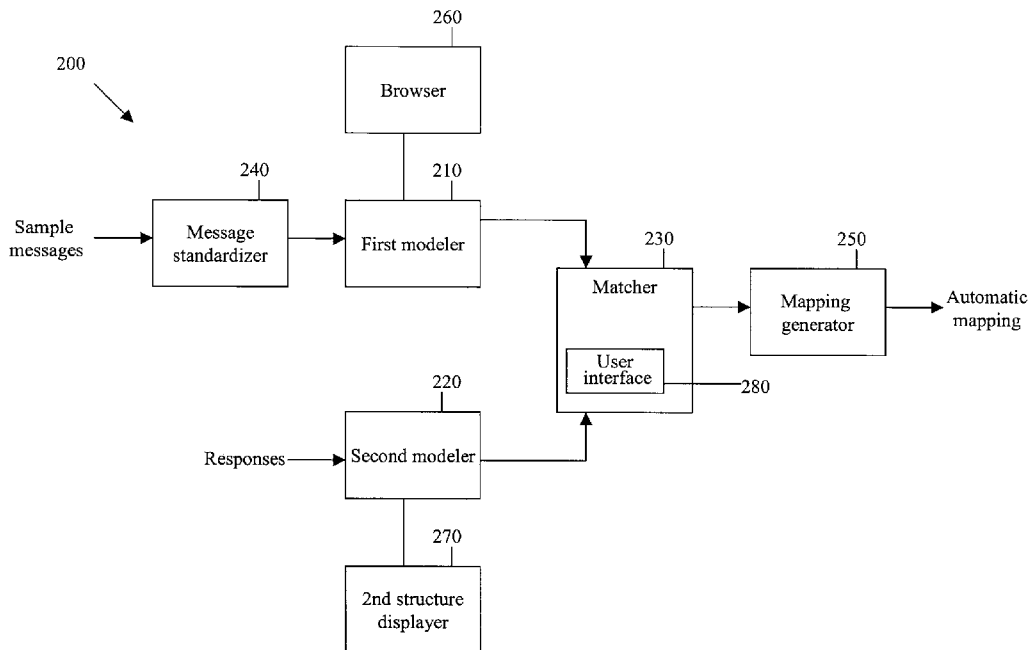 260
200
Browser
240
210
Sample
messages
Message
standardizer
First modeler
230
250
Matcher
Mapping
generator
Automatic
mapping
User
interface
280
220
Responses
Second modeler
270
2nd structure
displayer